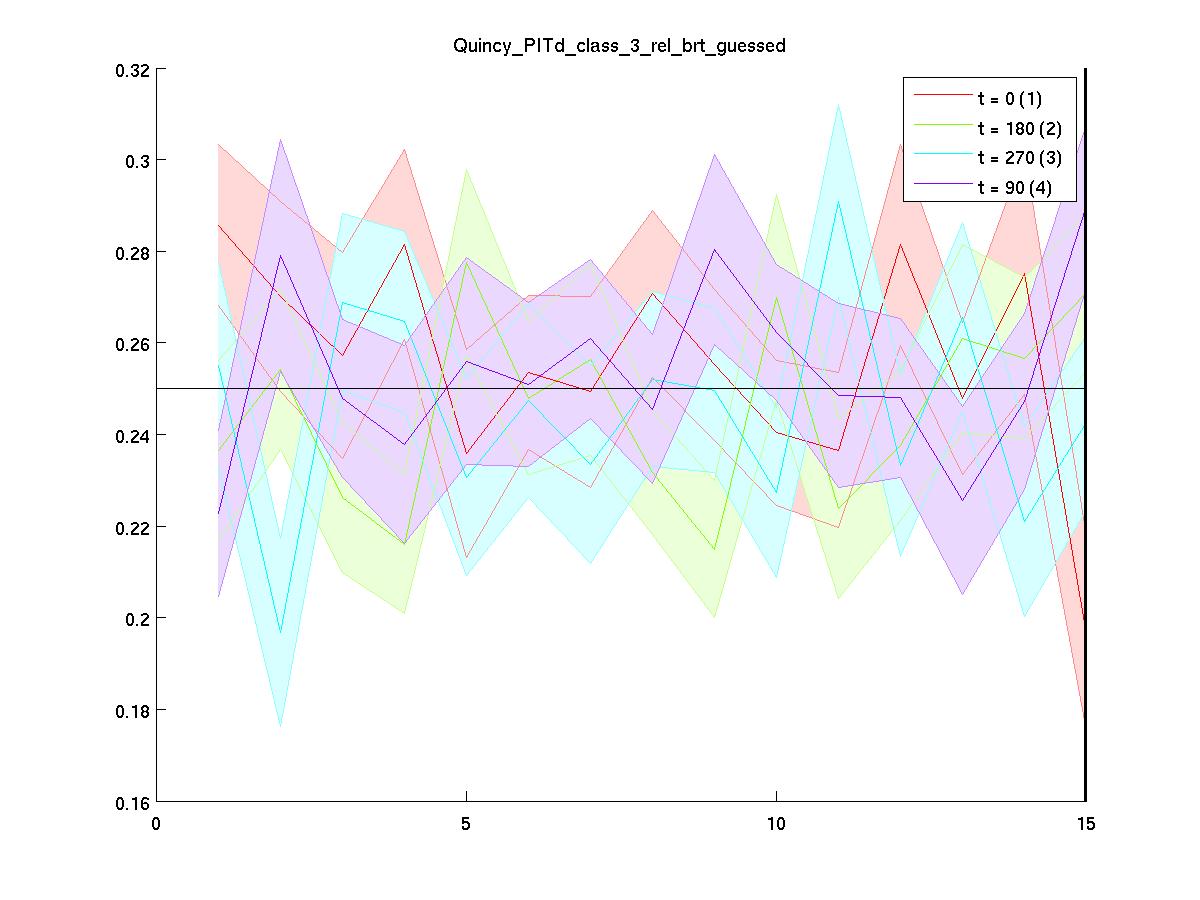 Quincy_PITd_class_3_rel_brt_guessed
0.32
0.3
0.28
0.26
0.24
0.22
0.2
0.18
0.16
0
5
10
15
t = 0 (1)
t = 180 (2)
t = 270 (3)
t = 90 (4)